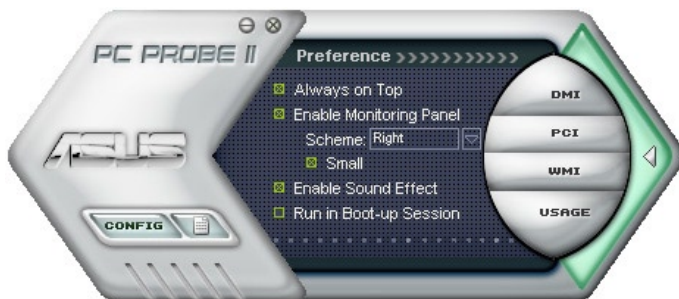 PC PROBE II
ASUS
CONFIG
Preference
Always on Top
Enable Monitoring Panel
Scheme: Right
Small
Enable Sound Effect
Run in Boot-up Session
DMI
PCI
WMI
USAGE